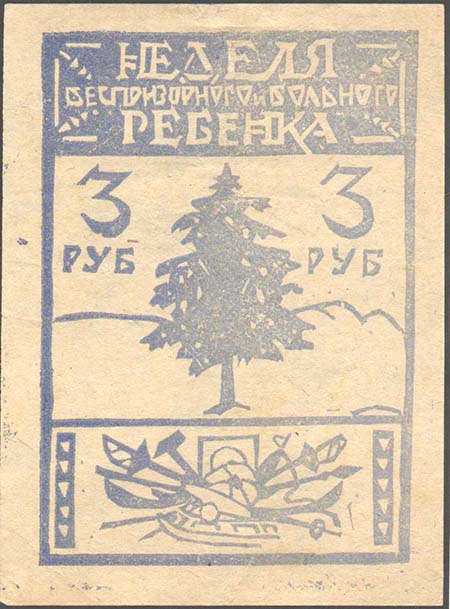 НЕДЕЛЯ
БЕСПРИЗОРНОГО И БОЛЬНОГО
РЕБЕНКА
3 3
РУБ РУБ